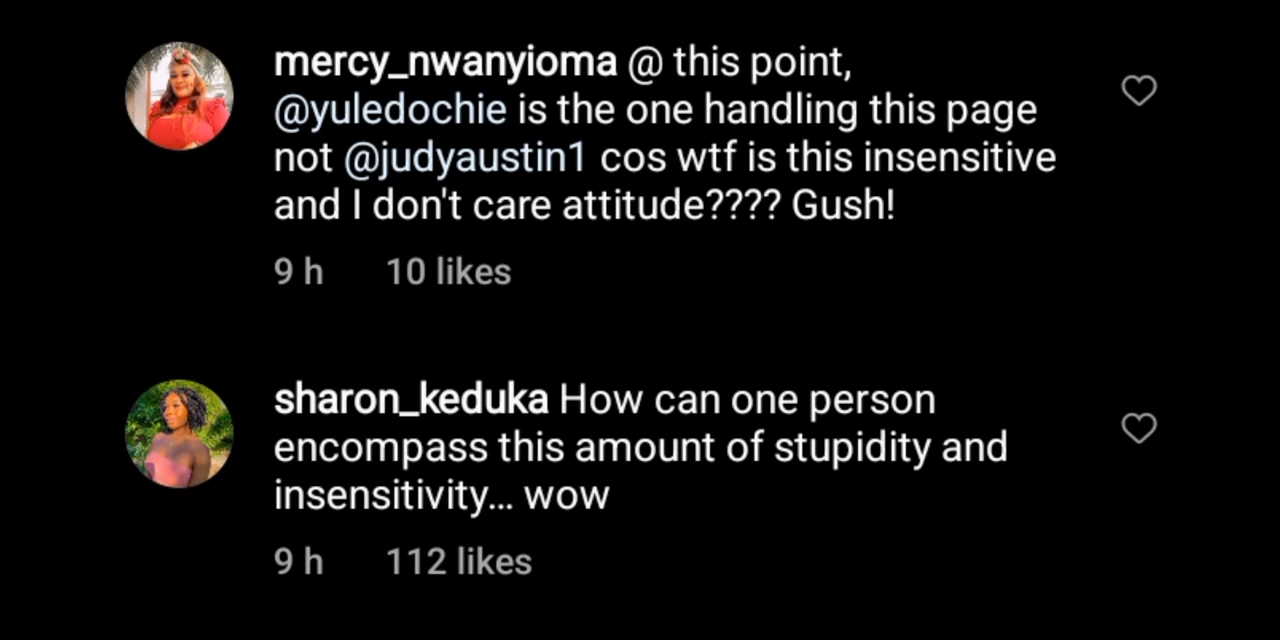 mercy_nwanyioma @ this point,
@yuledochie is the one handling this page
not @judyaustin1 cos wtf is this insensitive
and I don't care attitude???? Gush!
9 h 10 likes
sharon_keduka How can one person
encompass this amount of stupidity and
insensitivity... wow
9 h 112 likes